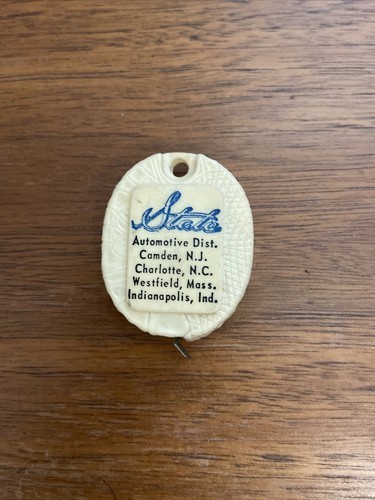 State
Automotive Dist.
Camden, N.J.
Charlotte, N.C.
Westfield, Mass.
Indianapolis, Ind.